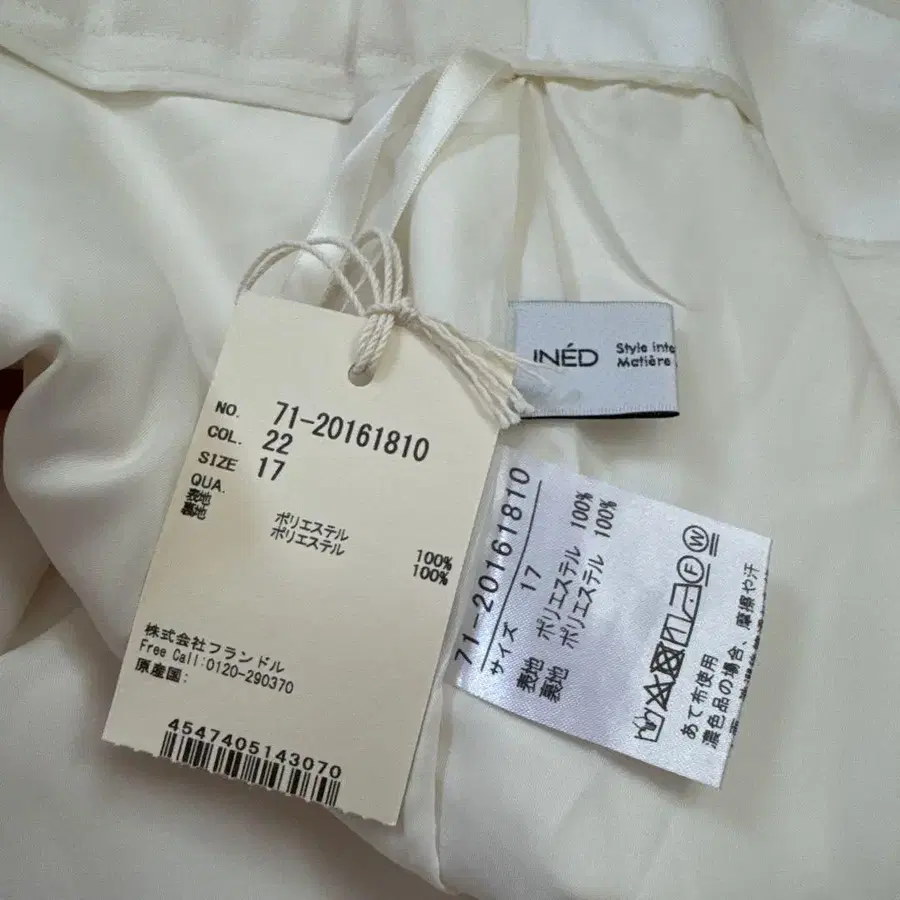 NO. 71-20161810
COL. 22
SIZE 17
QUA.
表地 ポリエステル 100%
裏地 ポリエステル 100%
株式会社フランドル
Free Call:0120-290370
原産国:
4547405143070
INÉD
Style inte
Matière
71-20161810
サイズ 17
表地 ポリエステル 100%
裏地 ポリエステル 100%
F W
あて布使用
濃色品の場合、摩擦や汗